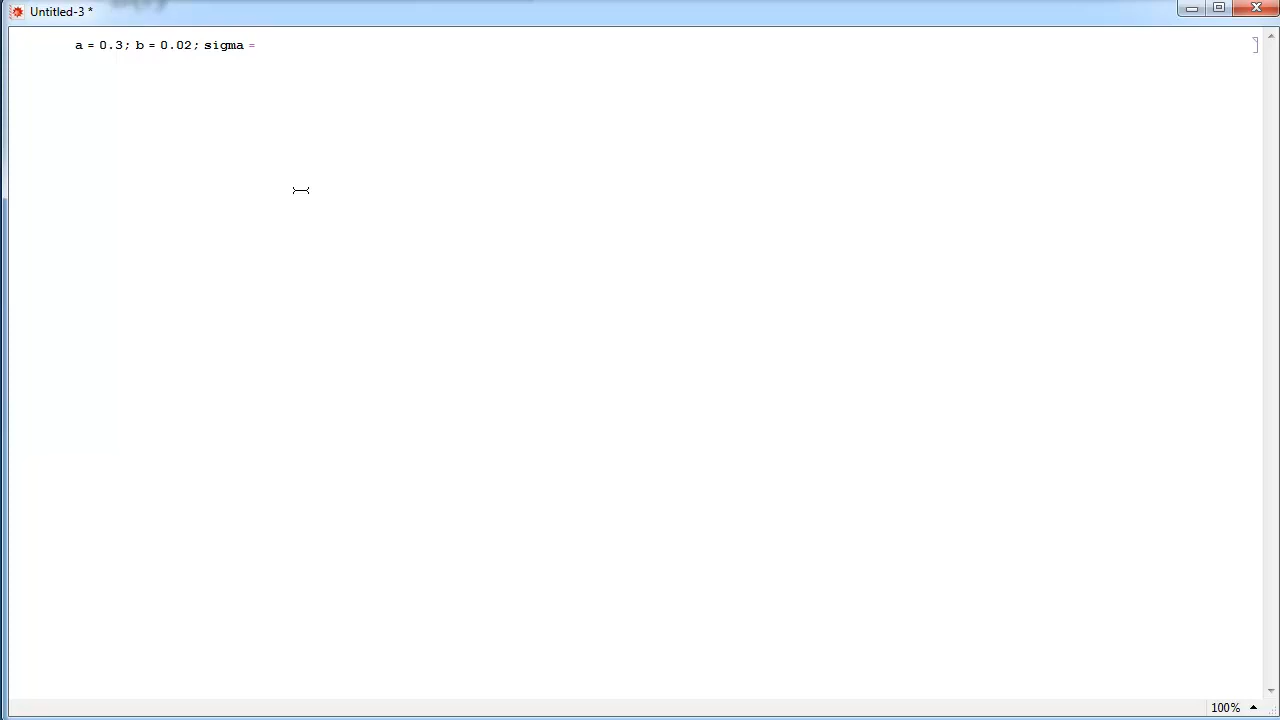 Untitled-3 *
a = 0.3; b = 0.02; sigma =
100%